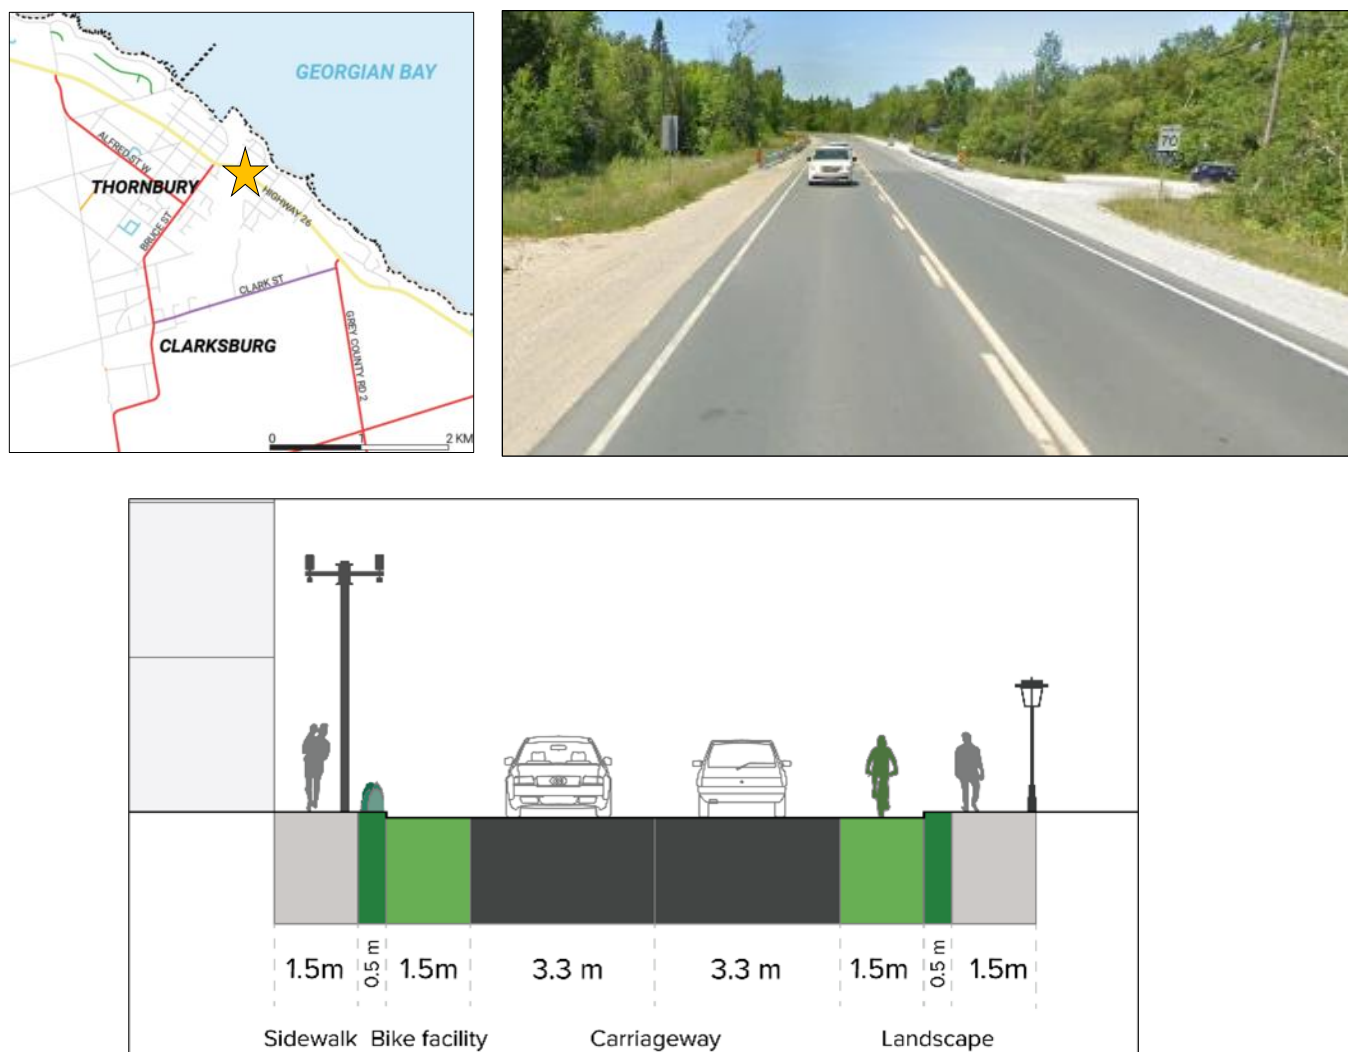 GEORGIAN BAY
ALFRED ST W
THORNBURY
HIGHWAY 26
BRUCE ST
CLARK ST
CLARKSBURG
GREY COUNTY RD 2
0 1 2 KM
70
1.5m 0.5 m 1.5m 3.3 m 3.3 m 1.5m 0.5 m 1.5m
Sidewalk Bike facility Carriageway Landscape